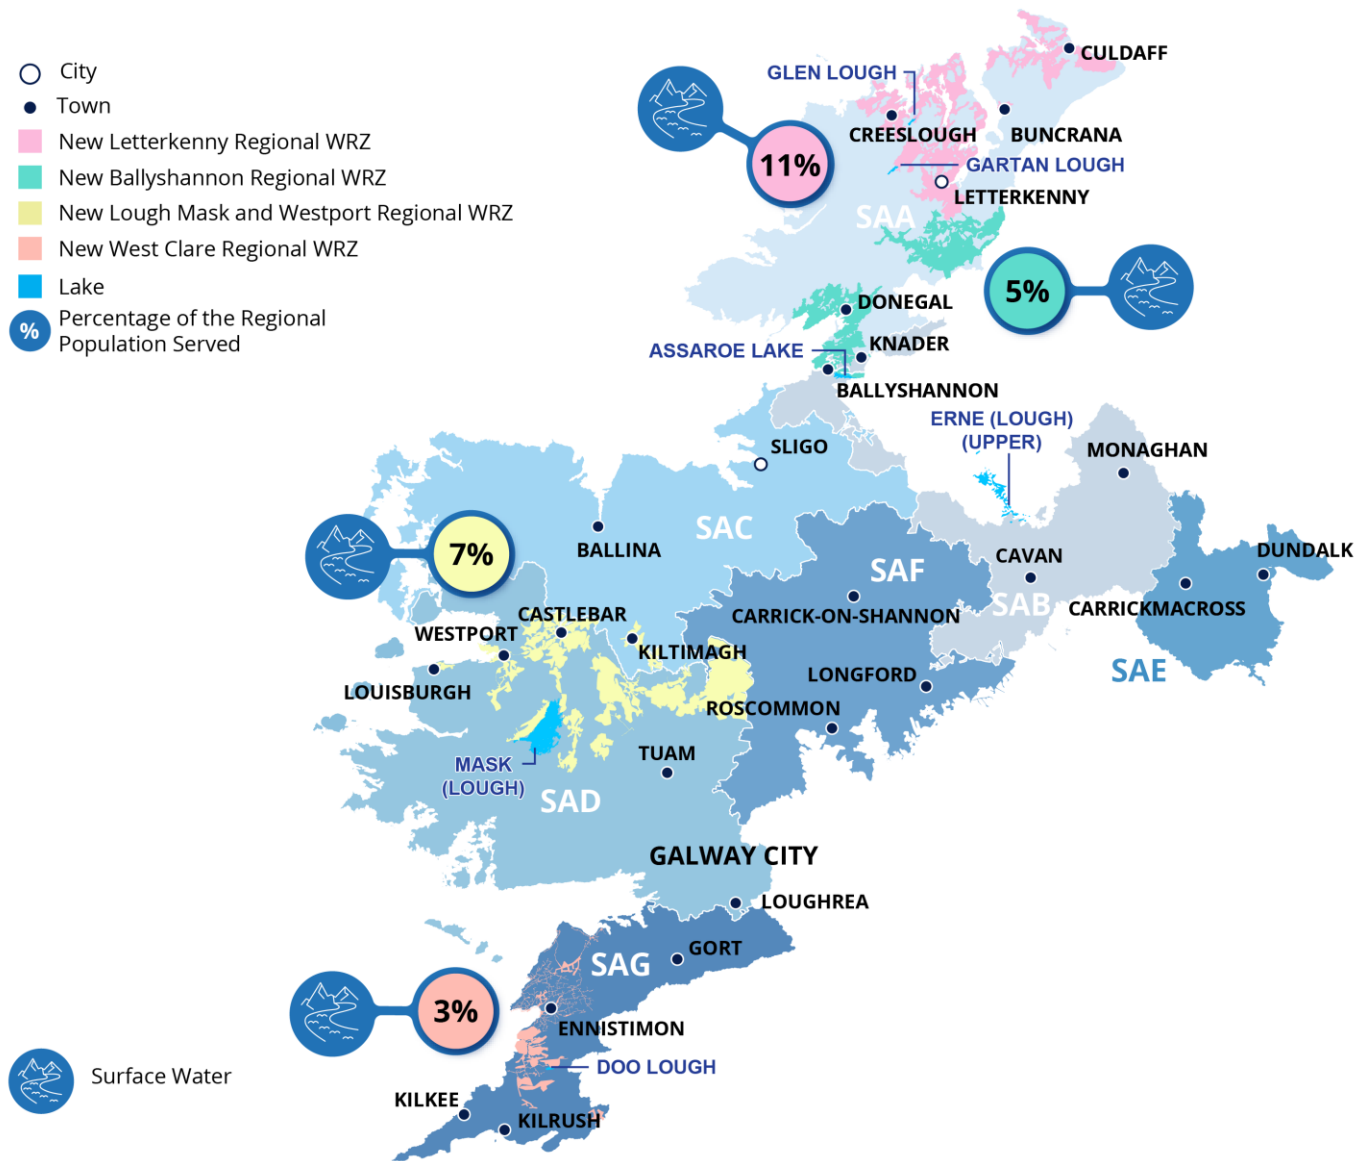 City
Town
New Letterkenny Regional WRZ
New Ballyshannon Regional WRZ
New Lough Mask and Westport Regional WRZ
New West Clare Regional WRZ
Lake
%
Percentage of the Regional
Population Served
CULDAFF
GLEN LOUGH
CREESLOUGH
BUNCRANA
11%
GARTAN LOUGH
LETTERKENNY
SAA
5%
DONEGAL
KNADER
ASSAROE LAKE
BALLYSHANNON
ERNE (LOUGH)
(UPPER)
MONAGHAN
SLIGO
SAC
BALLINA
7%
SAF
CAVAN
DUNDALK
SAB
CARRICKMACROSS
CARRICK-ON-SHANNON
CASTLEBAR
WESTPORT
KILTIMAGH
SAE
LOUISBURGH
LONGFORD
ROSCOMMON
TUAM
MASK
(LOUGH)
SAD
GALWAY CITY
LOUGHREA
GORT
SAG
3%
ENNISTIMON
DOO LOUGH
Surface Water
KILKEE
KILRUSH